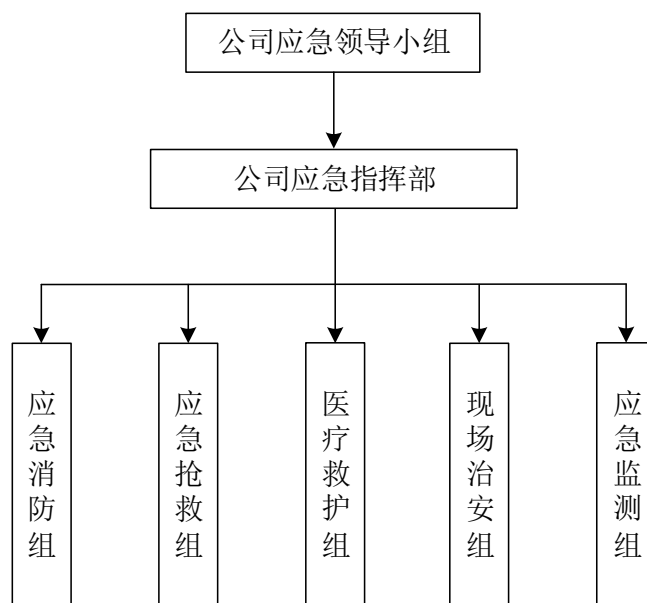 公司应急领导小组
公司应急指挥部
应急消防组
应急抢救组
医疗救护组
现场治安组
应急监测组